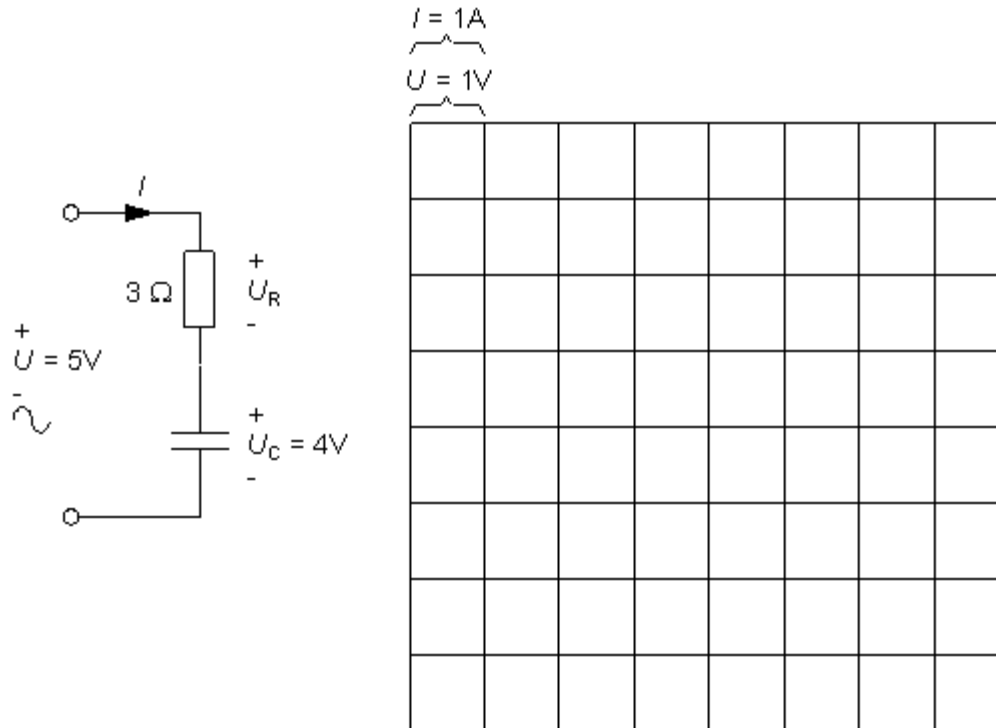 I = 1A
U = 1V
I
3 Ω
+
U_R
-
+
U = 5V
-
+
U_C = 4V
-